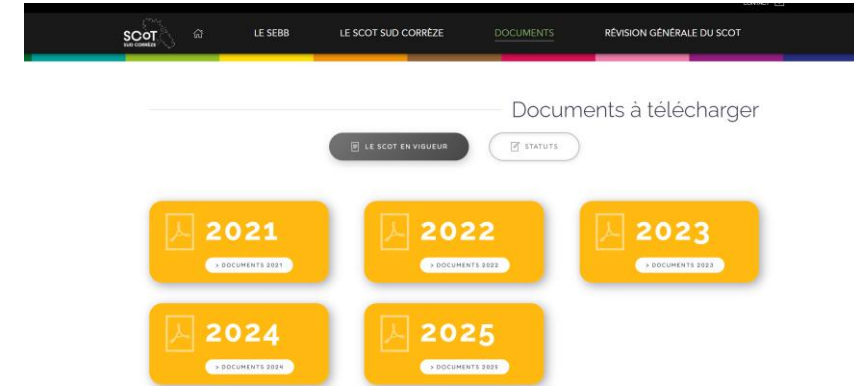 CONTACT
SCOT
SUD CORRÈZE
LE SEBB
LE SCOT SUD CORRÈZE
DOCUMENTS
RÉVISION GÉNÉRALE DU SCOT
Documents à télécharger
LE SCOT EN VIGUEUR
STATUTS
2021
2022
2023
> DOCUMENTS 2021
> DOCUMENTS 2022
> DOCUMENTS 2023
2024
2025
> DOCUMENTS 2024
> DOCUMENTS 2025